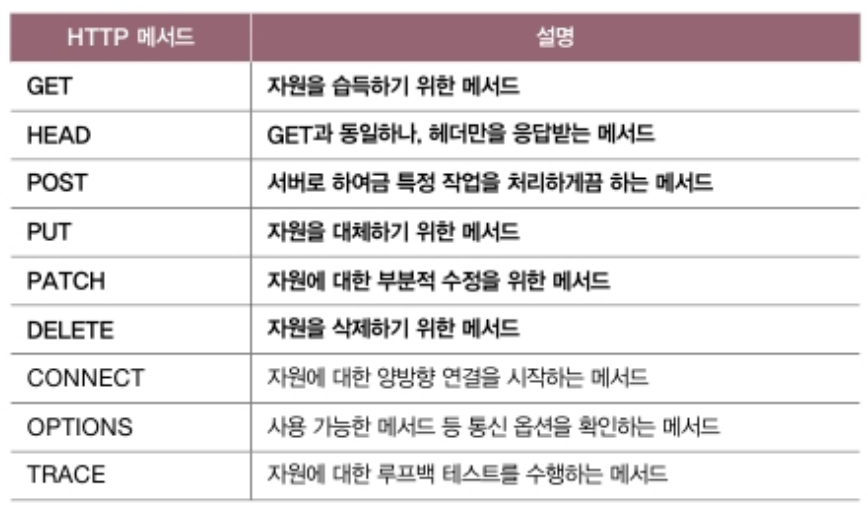 HTTP 메서드 설명
GET 자원을 습득하기 위한 메서드
HEAD GET과 동일하나, 헤더만을 응답받는 메서드
POST 서버로 하여금 특정 작업을 처리하게끔 하는 메서드
PUT 자원을 대체하기 위한 메서드
PATCH 자원에 대한 부분적 수정을 위한 메서드
DELETE 자원을 삭제하기 위한 메서드
CONNECT 자원에 대한 양방향 연결을 시작하는 메서드
OPTIONS 사용 가능한 메서드 등 통신 옵션을 확인하는 메서드
TRACE 자원에 대한 루프백 테스트를 수행하는 메서드